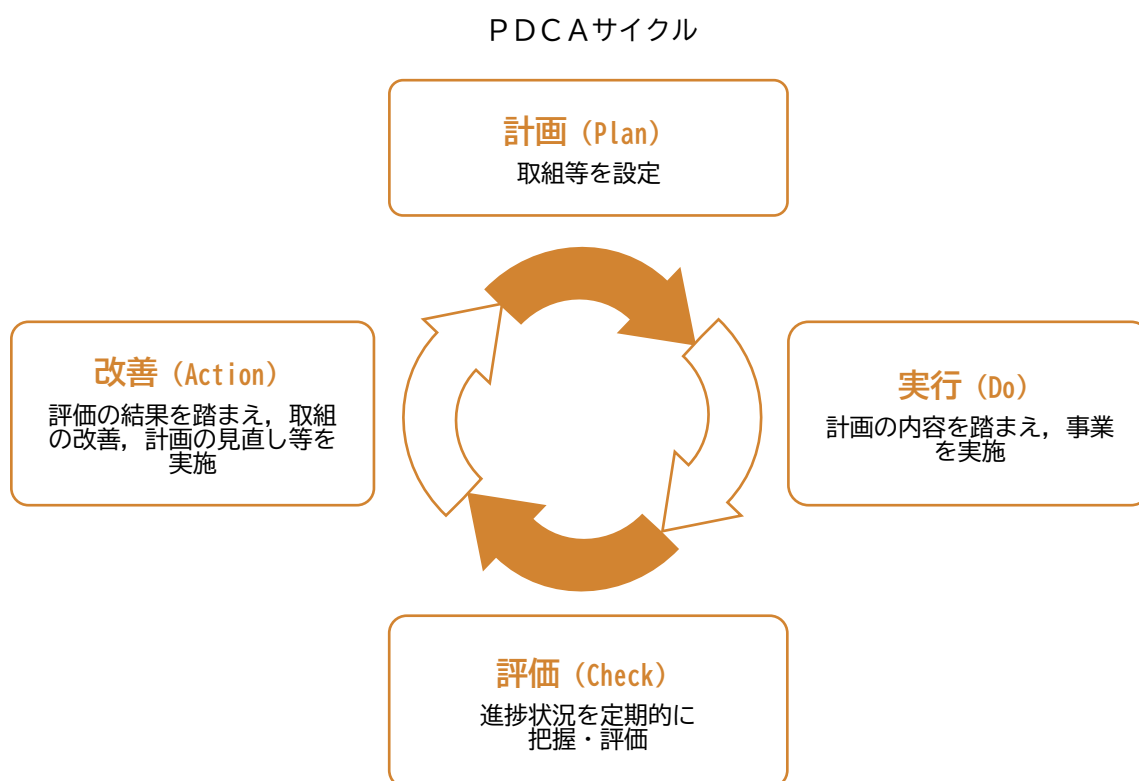 ＰＤＣＡサイクル
計画（Plan）
取組等を設定
改善（Action）
評価の結果を踏まえ，取組
の改善，計画の見直し等を
実施
実行（Do）
計画の内容を踏まえ，事業
を実施
評価（Check）
進捗状況を定期的に
把握・評価